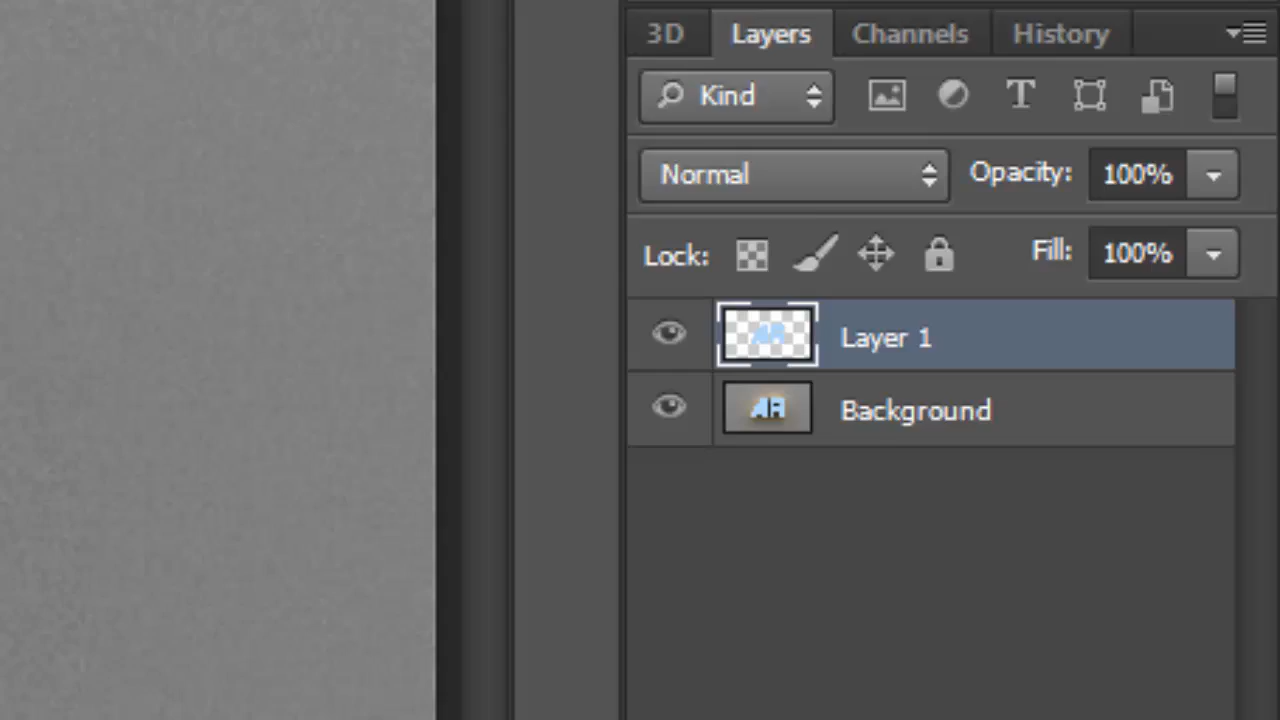 3D Layers Channels History
Kind
Normal Opacity: 100%
Lock: Fill: 100%
Layer 1
Background